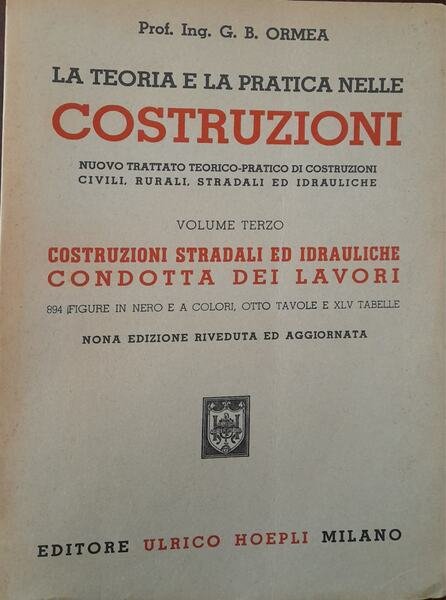 Prof. Ing. G. B. ORMEA
LA TEORIA E LA PRATICA NELLE
COSTRUZIONI
NUOVO TRATTATO TEORICO-PRATICO DI COSTRUZIONI
CIVILI, RURALI, STRADALI ED IDRAULICHE
VOLUME TERZO
COSTRUZIONI STRADALI ED IDRAULICHE
CONDOTTA DEI LAVORI
894 FIGURE IN NERO E A COLORI, OTTO TAVOLE E XLV TABELLE
NONA EDIZIONE RIVEDUTA ED AGGIORNATA
EDITORE ULRICO HOEPLI MILANO